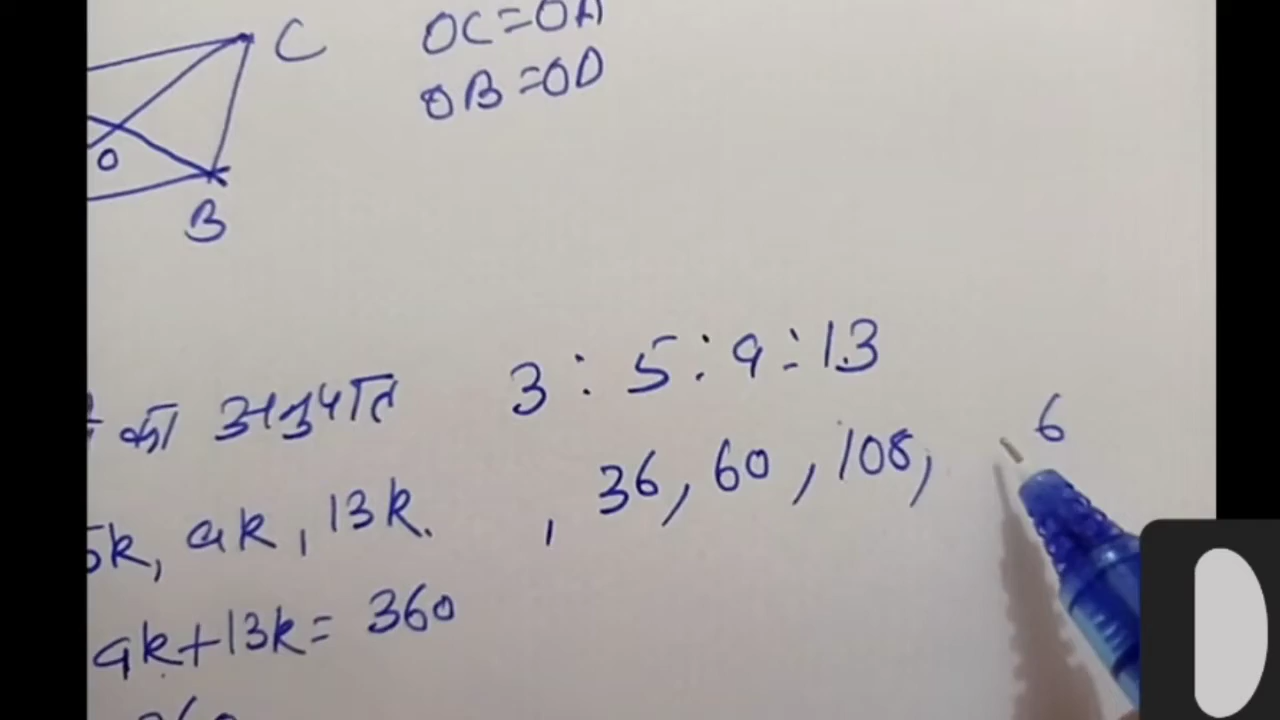 C
OC=OA
OB=OD
O
B
का अनुपात 3:5:9:13
5k, 9k, 13k. , 36, 60, 108, 6
9k+13k= 360
360